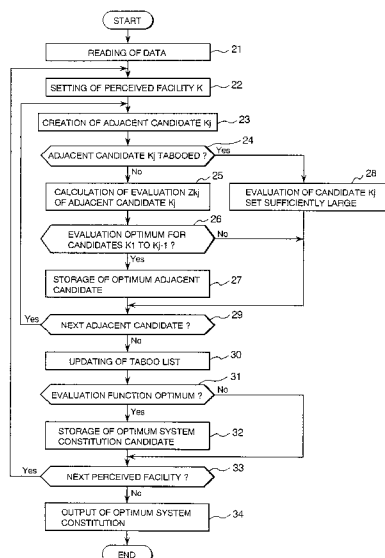 START
READING OF DATA
21
SETTING OF PERCEIVED FACILITY K
22
CREATION OF ADJACENT CANDIDATE Kj
23
24
ADJACENT CANDIDATE Kj TABOOED ?
Yes
No
25
CALCULATION OF EVALUATION Zkj
OF ADJACENT CANDIDATE Kj
28
EVALUATION OF CANDIDATE Kj
SET SUFFICIENTLY LARGE
26
EVALUATION OPTIMUM FOR
CANDIDATES K1 TO Kj-1 ?
No
Yes
STORAGE OF OPTIMUM ADJACENT
CANDIDATE
27
Yes
NEXT ADJACENT CANDIDATE ?
29
No
UPDATING OF TABOO LIST
30
31
EVALUATION FUNCTION OPTIMUM ?
No
Yes
STORAGE OF OPTIMUM SYSTEM
CONSTITUTION CANDIDATE
32
Yes
NEXT PERCEIVED FACILITY ?
33
No
OUTPUT OF OPTIMUM SYSTEM
CONSTITUTION
34
END